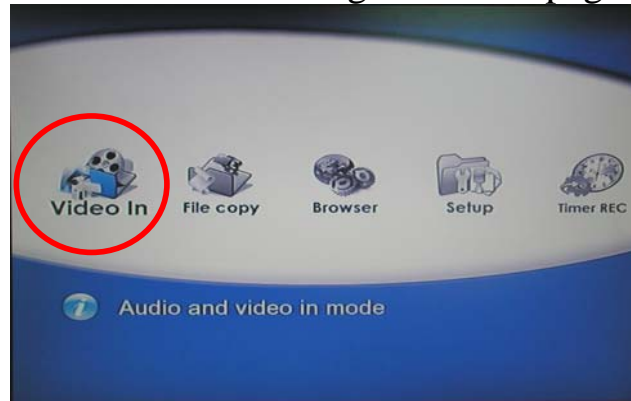 Video In
File copy
Browser
Setup
Timer REC
Audio and video in mode